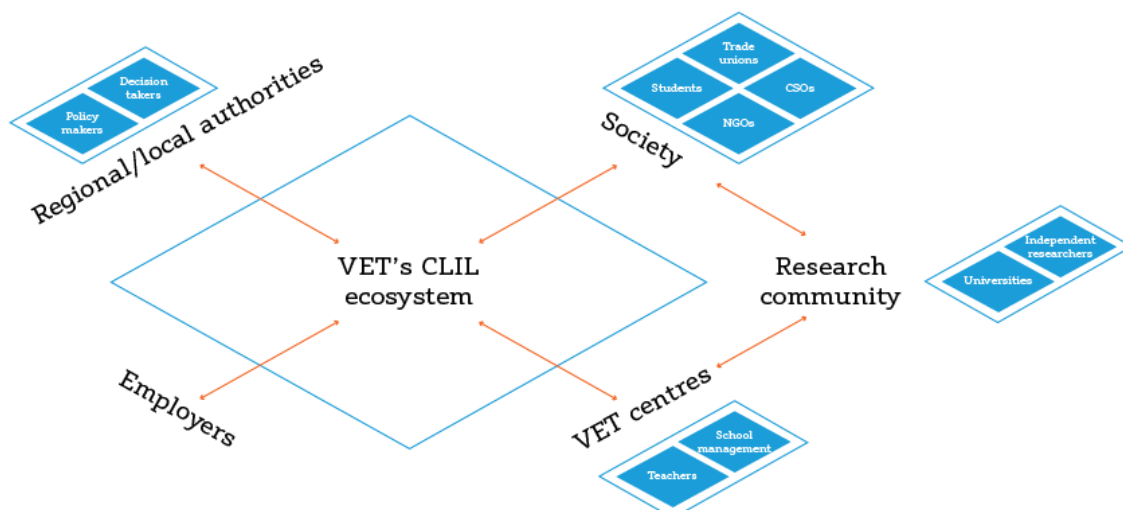 Decision
takers
Policy
makers
Regional/local authorities
Trade
unions
Students
CSOs
NGOs
Society
VET's CLIL
ecosystem
Research
community
Independent
researchers
Universities
Employers
VET centres
School
management
Teachers